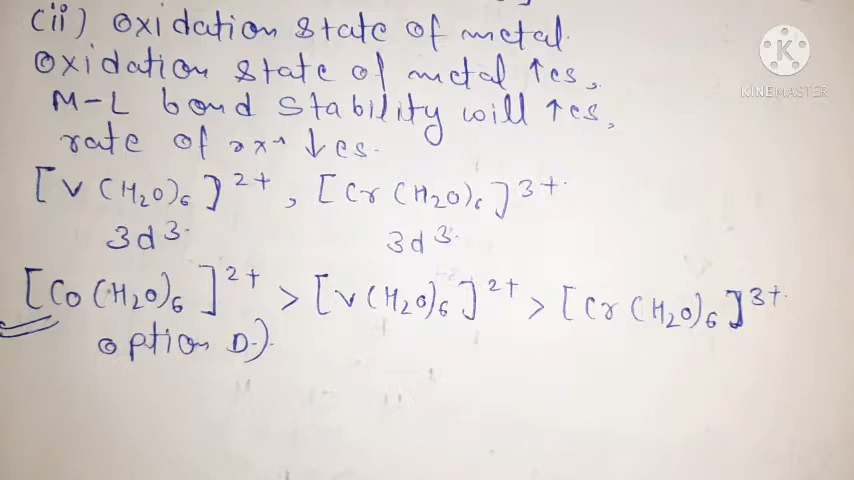 (ii) Oxidation state of metal.
Oxidation state of metal ↑es,
M-L bond stability will ↑es,
rate of rxn ↓es.
[V(H2O)6]2+, [Cr(H2O)6]3+.
3d3. 3d3.
[Co(H2O)6]2+ > [V(H2O)6]2+ > [Cr(H2O)6]3+.
option D.)
K
KINEMASTER